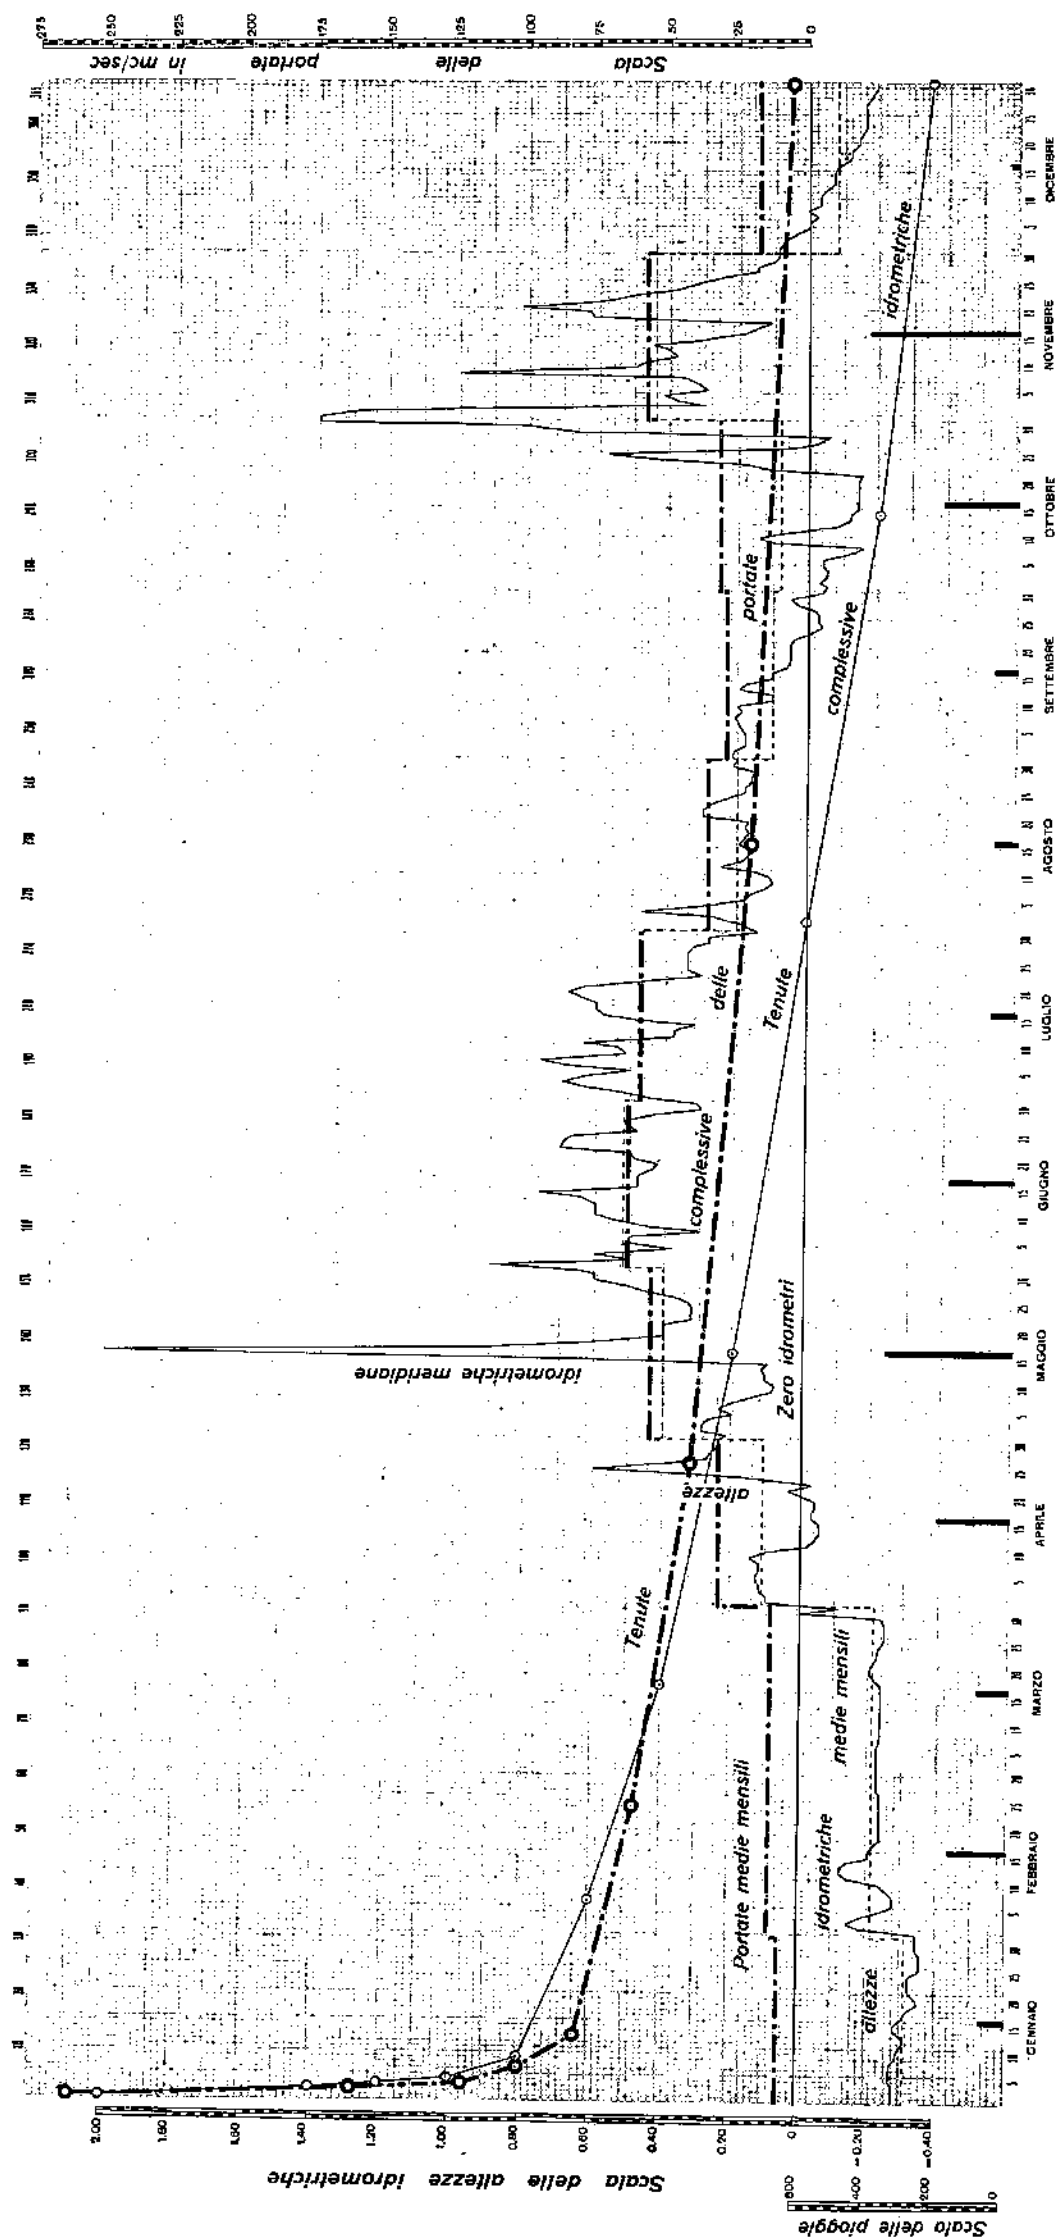 Scala delle portate in mc/sec
0 25 50 75 100 125 150 175 200 225 250 275
Scala delle altezze idrometriche
2.00 1.80 1.60 1.40 1.20 1.00 0.80 0.60 0.40 0.20 0 -0.20 -0.40
Scala delle pioggie
600 400 200 0
Tenute complessive delle portate
Tenute complessive idrometriche
Zero idrometri
altezze idrometriche meridiane
Portate medie mensili
altezze idrometriche medie mensili
GENNAIO
FEBBRAIO
MARZO
APRILE
MAGGIO
GIUGNO
LUGLIO
AGOSTO
SETTEMBRE
OTTOBRE
NOVEMBRE
DICEMBRE